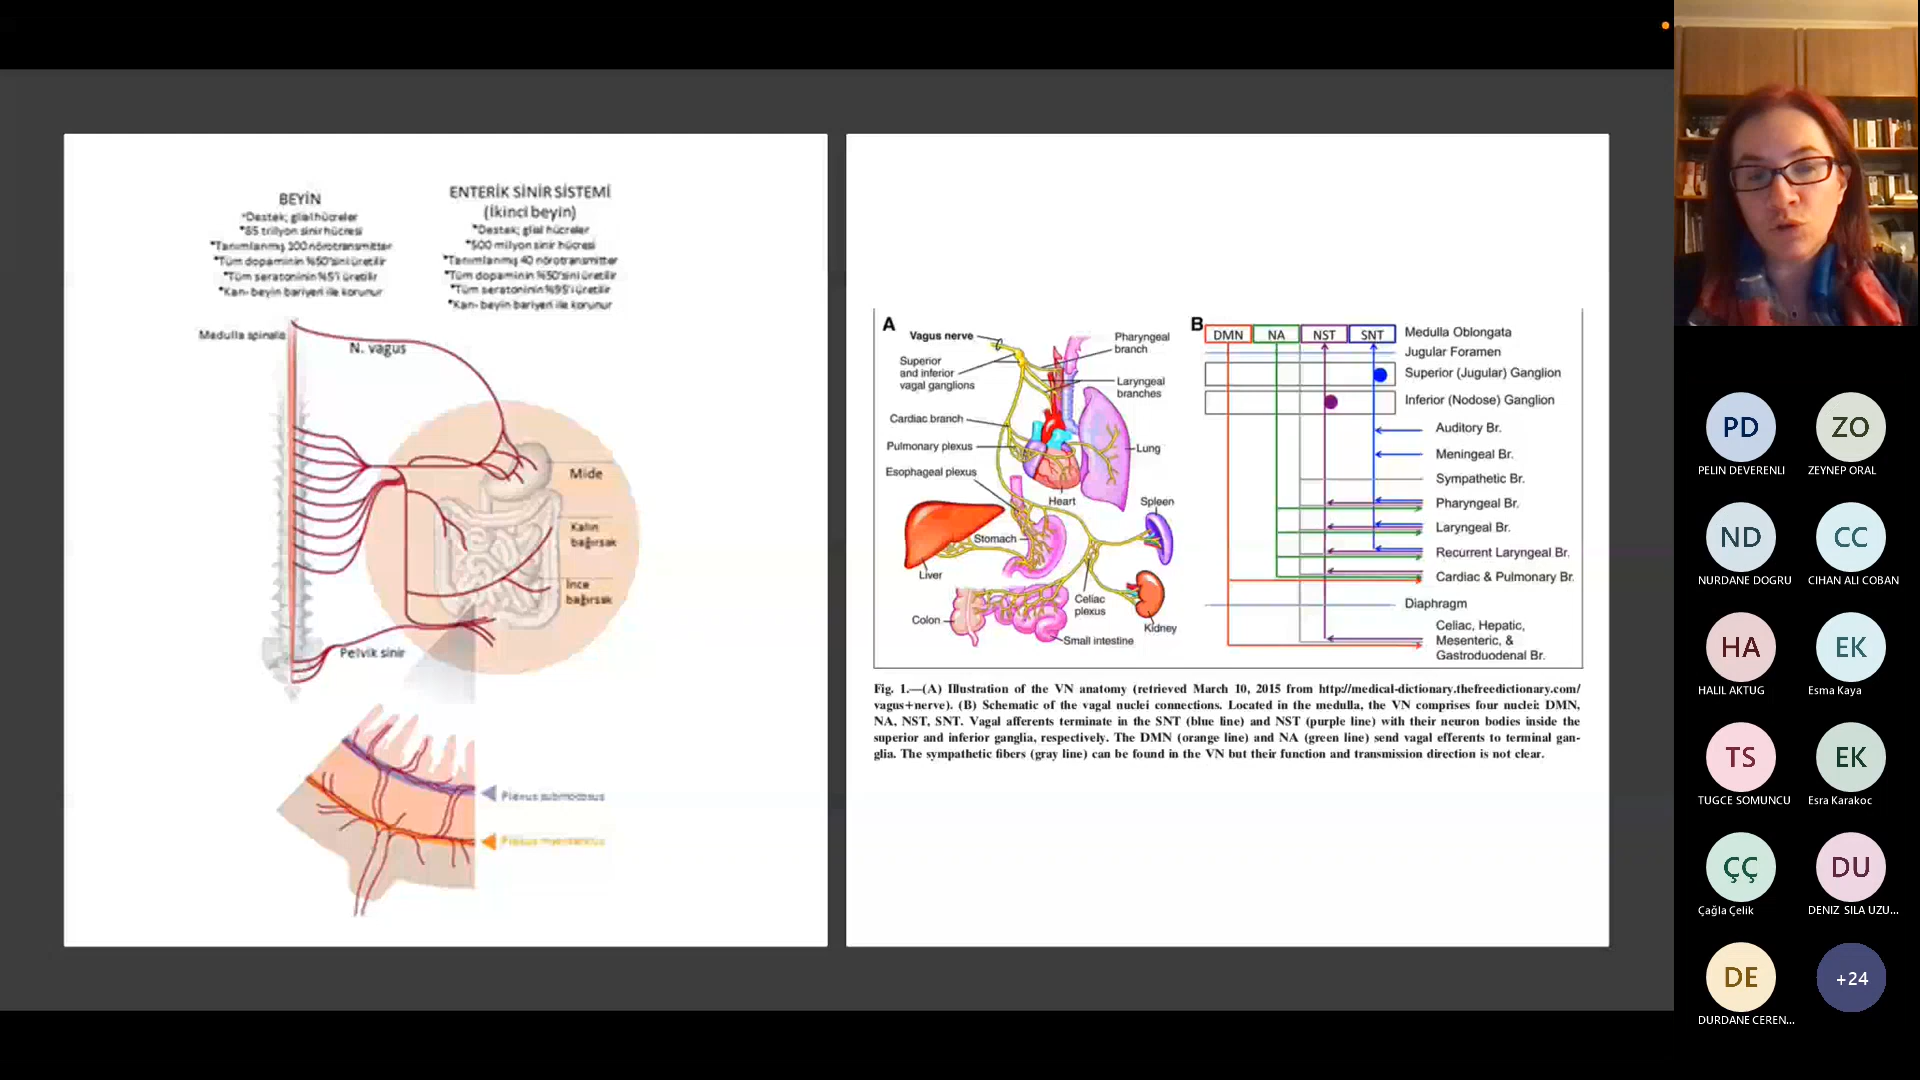 BEYİN
*Destek; glial hücreler
*85 trilyon sinir hücresi
*Tanımlanmış 100 nörotransmitter
*Tüm dopaminin %50'sini üretilir
*Tüm seratoninin %5'i üretilir
*Kan- beyin bariyeri ile korunur
ENTERİK SİNİR SİSTEMİ
(İkinci beyin)
*Destek; glial hücreler
*500 milyon sinir hücresi
*Tanımlanmış 40 nörotransmitter
*Tüm dopaminin %50'sini üretilir
*Tüm seratoninin %95'i üretilir
*Kan- beyin bariyeri ile korunur
Medulla spinalis
N. vagus
Mide
Kalın
bağırsak
İnce
bağırsak
Pelvik sinir
Plexus submocosus
Plexus myentericus
A
Vagus nerve
Superior
and inferior
vagal ganglions
Cardiac branch
Pulmonary plexus
Esophageal plexus
Pharyngeal
branch
Laryngeal
branches
Lung
Heart
Spleen
Stomach
Liver
Celiac
plexus
Colon
Kidney
Small intestine
B
DMN NA NST SNT
Medulla Oblongata
Jugular Foramen
Superior (Jugular) Ganglion
Inferior (Nodose) Ganglion
Auditory Br.
Meningeal Br.
Sympathetic Br.
Pharyngeal Br.
Laryngeal Br.
Recurrent Laryngeal Br.
Cardiac & Pulmonary Br.
Diaphragm
Celiac, Hepatic,
Mesenteric, &
Gastroduodenal Br.
Fig. 1.—(A) Illustration of the VN anatomy (retrieved March 10, 2015 from http://medical-dictionary.thefreedictionary.com/
vagus+nerve). (B) Schematic of the vagal nuclei connections. Located in the medulla, the VN comprises four nuclei: DMN,
NA, NST, SNT. Vagal afferents terminate in the SNT (blue line) and NST (purple line) with their neuron bodies inside the
superior and inferior ganglia, respectively. The DMN (orange line) and NA (green line) send vagal efferents to terminal gan-
glia. The sympathetic fibers (gray line) can be found in the VN but their function and transmission direction is not clear.
PD
PELIN DEVERENLI
ZO
ZEYNEP ORAL
ND
NURDANE DOGRU
CC
CIHAN ALI COBAN
HA
HALIL AKTUG
EK
Esma Kaya
TS
TUGCE SOMUNCU
EK
Esra Karakoc
ÇÇ
Çağla Çelik
DU
DENIZ SILA UZU...
DE
DURDANE CEREN...
+24